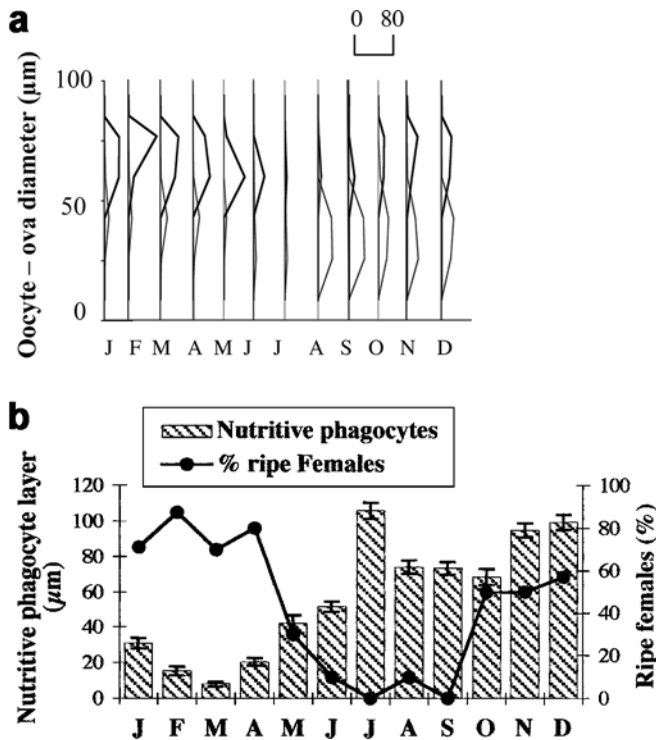 a
0 80
Oocyte – ova diameter (µm)
100
50
0
J F M A M J J A S O N D
b
Nutritive phagocytes
% ripe Females
Nutritive phagocyte layer
(µm)
120
100
80
60
40
20
0
100
80
60
40
20
0
Ripe females (%)
J F M A M J J A S O N D